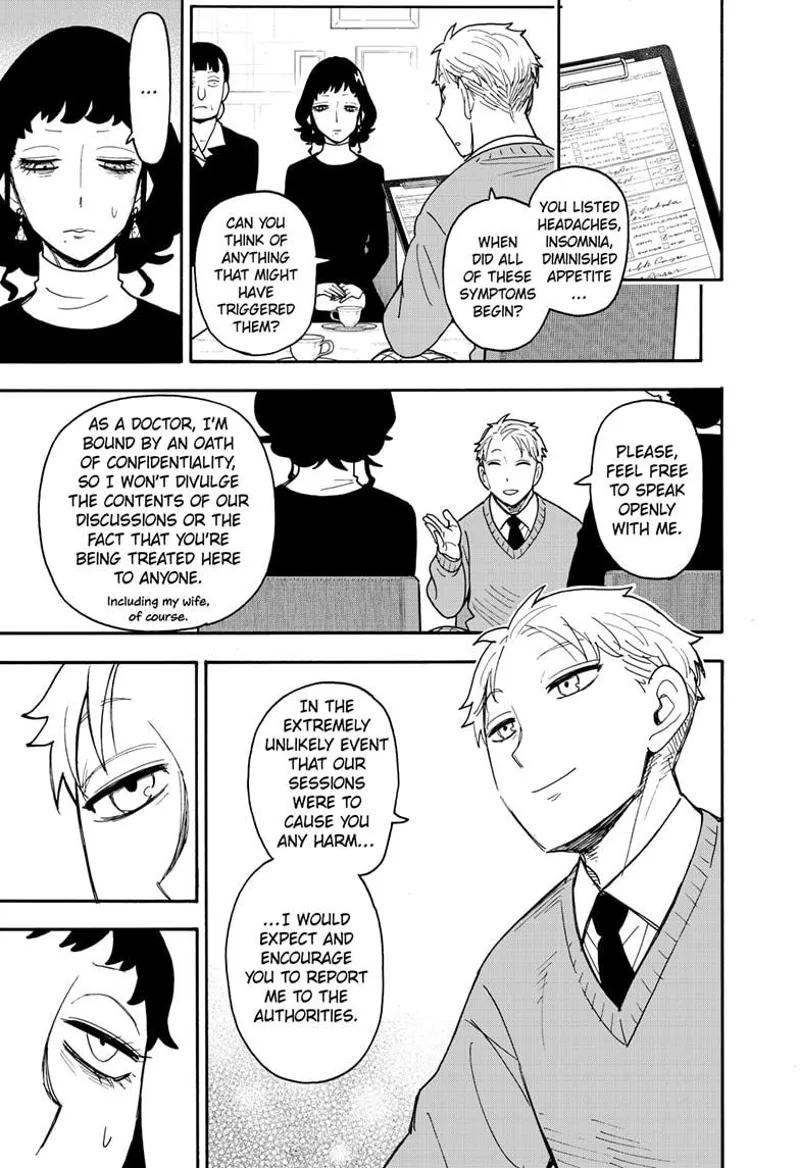 YOU LISTED
HEADACHES,
INSOMNIA,
DIMINISHED
APPETITE
...
WHEN
DID ALL
OF THESE
SYMPTOMS
BEGIN?
CAN YOU
THINK OF
ANYTHING
THAT MIGHT
HAVE
TRIGGERED
THEM?
...
PLEASE,
FEEL FREE
TO SPEAK
OPENLY
WITH ME.
AS A DOCTOR, I'M
BOUND BY AN OATH
OF CONFIDENTIALITY,
SO I WON'T DIVULGE
THE CONTENTS OF OUR
DISCUSSIONS OR THE
FACT THAT YOU'RE
BEING TREATED HERE
TO ANYONE.
Including my wife,
of course.
IN THE
EXTREMELY
UNLIKELY EVENT
THAT OUR
SESSIONS
WERE TO
CAUSE YOU
ANY HARM...
...I WOULD
EXPECT AND
ENCOURAGE
YOU TO REPORT
ME TO THE
AUTHORITIES.